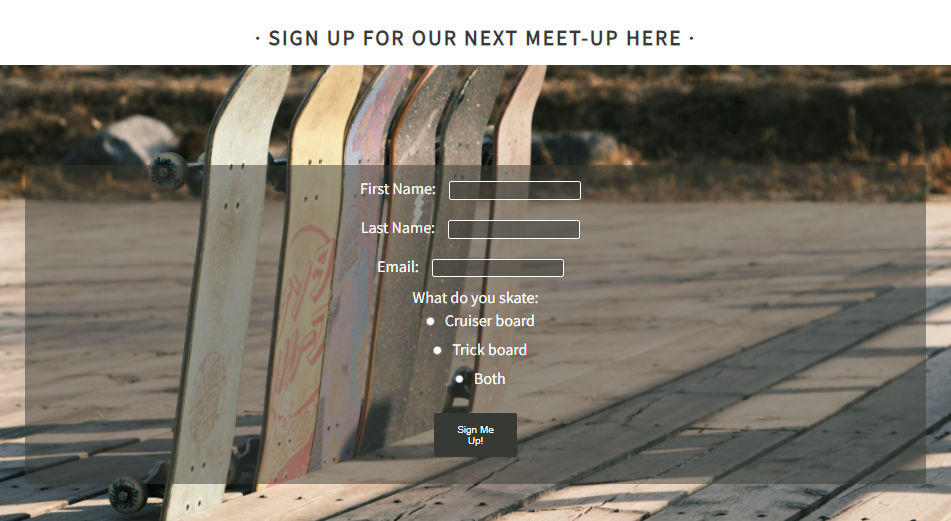 · SIGN UP FOR OUR NEXT MEET-UP HERE ·
First Name:
Last Name:
Email:
What do you skate:
Cruiser board
Trick board
Both
Sign Me
Up!